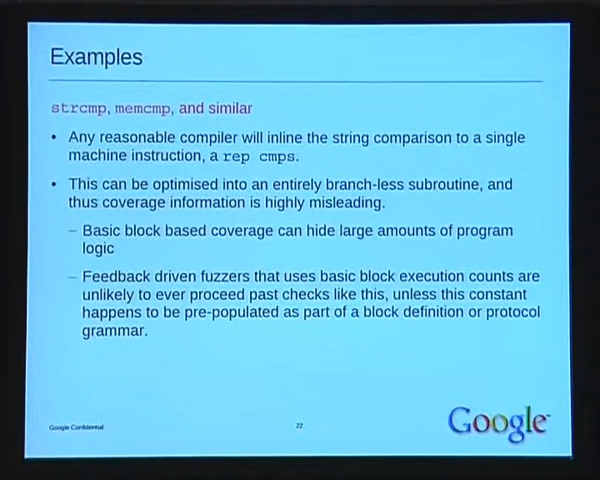 Examples
strcmp, memcmp, and similar
• Any reasonable compiler will inline the string comparison to a single
machine instruction, a rep cmps.
• This can be optimised into an entirely branch-less subroutine, and
thus coverage information is highly misleading.
– Basic block based coverage can hide large amounts of program
logic
– Feedback driven fuzzers that uses basic block execution counts are
unlikely to ever proceed past checks like this, unless this constant
happens to be pre-populated as part of a block definition or protocol
grammar.
Google Confidential
22
Google